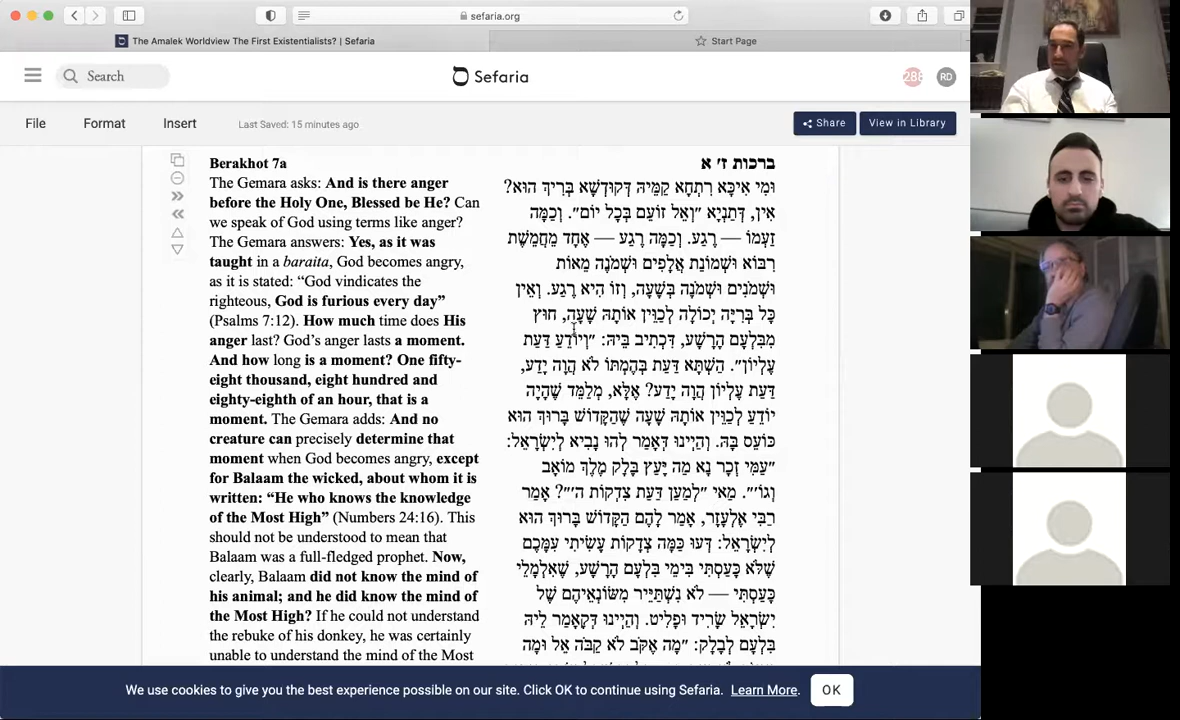 sefaria.org
The Amalek Worldview The First Existentialists? | Sefaria
Start Page
Search
Sefaria
288
RD
File
Format
Insert
Last Saved: 15 minutes ago
Share
View in Library
Berakhot 7a
The Gemara asks: And is there anger
before the Holy One, Blessed be He? Can
we speak of God using terms like anger?
The Gemara answers: Yes, as it was
taught in a baraita, God becomes angry,
as it is stated: “God vindicates the
righteous, God is furious every day”
(Psalms 7:12). How much time does His
anger last? God’s anger lasts a moment.
And how long is a moment? One fifty-
eight thousand, eight hundred and
eighty-eighth of an hour, that is a
moment. The Gemara adds: And no
creature can precisely determine that
moment when God becomes angry, except
for Balaam the wicked, about whom it is
written: “He who knows the knowledge
of the Most High” (Numbers 24:16). This
should not be understood to mean that
Balaam was a full-fledged prophet. Now,
clearly, Balaam did not know the mind of
his animal; and he did know the mind of
the Most High? If he could not understand
the rebuke of his donkey, he was certainly
unable to understand the mind of the Most
ברכות ז׳ א
וּמִי אִיכָּא רִתְחָא קַמֵּיהּ דְּקוּדְשָׁא בְּרִיךְ הוּא?
אִין, דְּתַנְיָא ״וְאֵל זוֹעֵם בְּכָל יוֹם״. וְכַמָּה
זַעְמוֹ — רֶגַע. וְכַמָּה רֶגַע — אֶחָד מֵחֲמֵשֶׁת
רִבּוֹא וּשְׁמוֹנַת אֲלָפִים וּשְׁמֹנֶה מֵאוֹת
וּשְׁמֹנִים וּשְׁמֹנָה בְּשָׁעָה, וְזוֹ הִיא רֶגַע. וְאֵין
כׇּל בְּרִיָּה יְכוֹלָה לְכַוֵּין אוֹתָהּ שָׁעָה, חוּץ
מִבִּלְעָם הָרָשָׁע, דִּכְתִיב בֵּיהּ: ״וְיוֹדֵעַ דַּעַת
עֶלְיוֹן״. הַשְׁתָּא דַּעַת בְּהֶמְתּוֹ לָא הֲוָה יָדַע,
דַּעַת עֶלְיוֹן הֲוָה יָדַע? אֶלָּא, מְלַמֵּד שֶׁהָיָה
יוֹדֵעַ לְכַוֵּין אוֹתָהּ שָׁעָה שֶׁהַקָּדוֹשׁ בָּרוּךְ הוּא
כּוֹעֵס בָּהּ. וְהַיְינוּ דְּאָמַר לְהוּ נָבִיא לְיִשְׂרָאֵל:
״עַמִּי זְכׇר נָא מַה יָּעַץ בָּלָק מֶלֶךְ מוֹאָב
וְגוֹ׳״. מַאי ״לְמַעַן דַּעַת צִדְקוֹת ה׳״? אָמַר
רַבִּי אֶלְעָזָר, אָמַר לָהֶם הַקָּדוֹשׁ בָּרוּךְ הוּא
לְיִשְׂרָאֵל: דְּעוּ כַּמָּה צְדָקוֹת עָשִׂיתִי עִמָּכֶם
שֶׁלֹּא כָּעַסְתִּי בִּימֵי בִּלְעָם הָרָשָׁע, שֶׁאִלְמָלֵי
כָּעַסְתִּי — לֹא נִשְׁתַּיֵּיר מִשּׂוֹנְאֵיהֶם שֶׁל
יִשְׂרָאֵל שָׂרִיד וּפָלִיט. וְהַיְינוּ דְּקָאָמַר לֵיהּ
בִּלְעָם לְבָלָק: ״מָה אֶקֹּב לֹא קַבֹּה אֵל וּמָה
We use cookies to give you the best experience possible on our site. Click OK to continue using Sefaria. Learn More.
OK